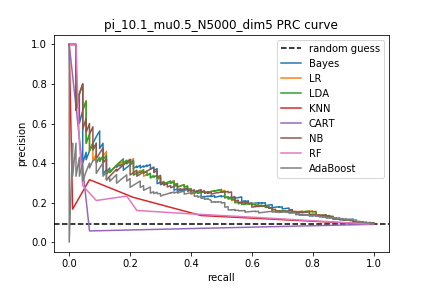 pi_10.1_mu0.5_N5000_dim5 PRC curve
1.0
0.8
0.6
0.4
0.2
0.0
precision
random guess
Bayes
LR
LDA
KNN
CART
NB
RF
AdaBoost
0.0 0.2 0.4 0.6 0.8 1.0
recall